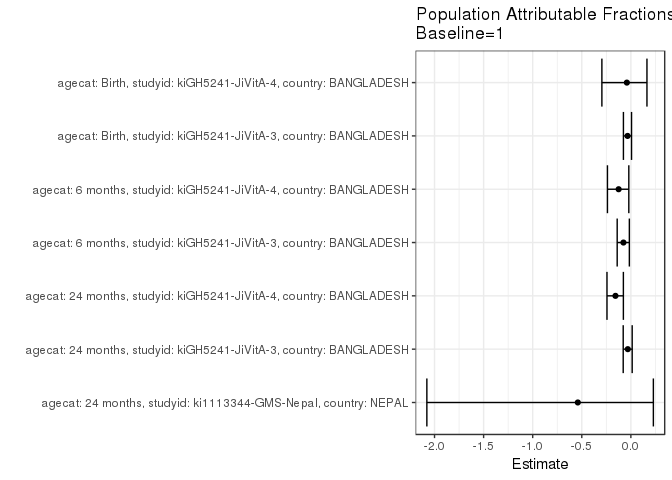 Population Attributable Fractions
Baseline=1
agecat: Birth, studyid: kiGH5241-JiVitA-4, country: BANGLADESH
agecat: Birth, studyid: kiGH5241-JiVitA-3, country: BANGLADESH
agecat: 6 months, studyid: kiGH5241-JiVitA-4, country: BANGLADESH
agecat: 6 months, studyid: kiGH5241-JiVitA-3, country: BANGLADESH
agecat: 24 months, studyid: kiGH5241-JiVitA-4, country: BANGLADESH
agecat: 24 months, studyid: kiGH5241-JiVitA-3, country: BANGLADESH
agecat: 24 months, studyid: ki1113344-GMS-Nepal, country: NEPAL
-2.0 -1.5 -1.0 -0.5 0.0
Estimate